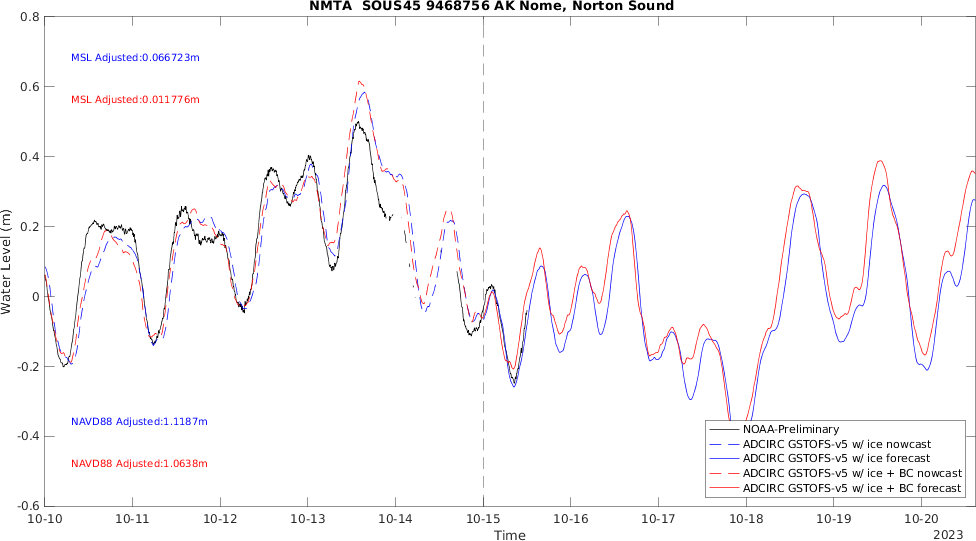 NMTA SOUS45 9468756 AK Nome, Norton Sound
0.8
0.6
0.4
0.2
0
-0.2
-0.4
-0.6
Water Level (m)
MSL Adjusted:0.066723m
MSL Adjusted:0.011776m
NAVD88 Adjusted:1.1187m
NAVD88 Adjusted:1.0638m
NOAA-Preliminary
ADCIRC GSTOFS-v5 w/ ice nowcast
ADCIRC GSTOFS-v5 w/ ice forecast
ADCIRC GSTOFS-v5 w/ ice + BC nowcast
ADCIRC GSTOFS-v5 w/ ice + BC forecast
10-10 10-11 10-12 10-13 10-14 10-15 10-16 10-17 10-18 10-19 10-20
Time
2023